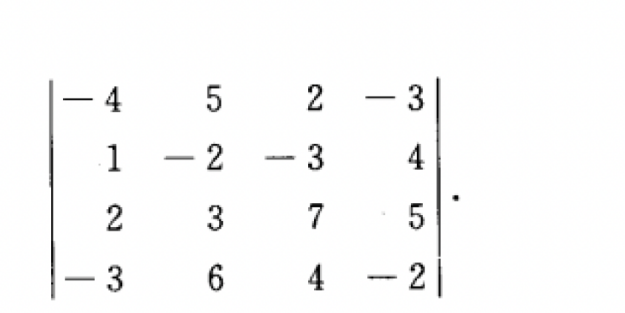 | − 4 5 2 − 3 |
| 1 − 2 − 3 4 |
| 2 3 7 5 | .
| − 3 6 4 − 2 |